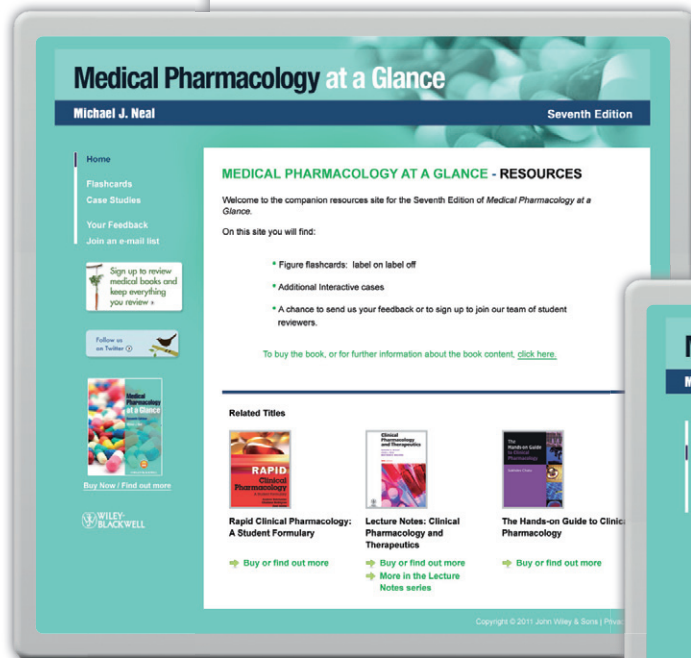 Medical Pharmacology at a Glance
Michael J. Neal
Seventh Edition
Home
Flashcards
Case Studies
Your Feedback
Join an e-mail list
Sign up to review
medical books and
keep everything
you review »
Follow us
on Twitter
Medical
Pharmacology
at a Glance
Buy Now / Find out more
WILEY-
BLACKWELL
MEDICAL PHARMACOLOGY AT A GLANCE - RESOURCES
Welcome to the companion resources site for the Seventh Edition of Medical Pharmacology at a
Glance.
On this site you will find:
• Figure flashcards: label on label off
• Additional Interactive cases
• A chance to send us your feedback or to sign up to join our team of student
reviewers.
To buy the book, or for further information about the book content, click here.
Related Titles
RAPID
Clinical
Pharmacology
Rapid Clinical Pharmacology:
A Student Formulary
Buy or find out more
Clinical
Pharmacology
and Therapeutics
Lecture Notes: Clinical
Pharmacology and
Therapeutics
Buy or find out more
More in the Lecture
Notes series
The
Hands-on Guide
to Clinical
Pharmacology
The Hands-on Guide to Clinica
Pharmacology
Buy or find out more
Copyright © 2011 John Wiley & Sons | Privac